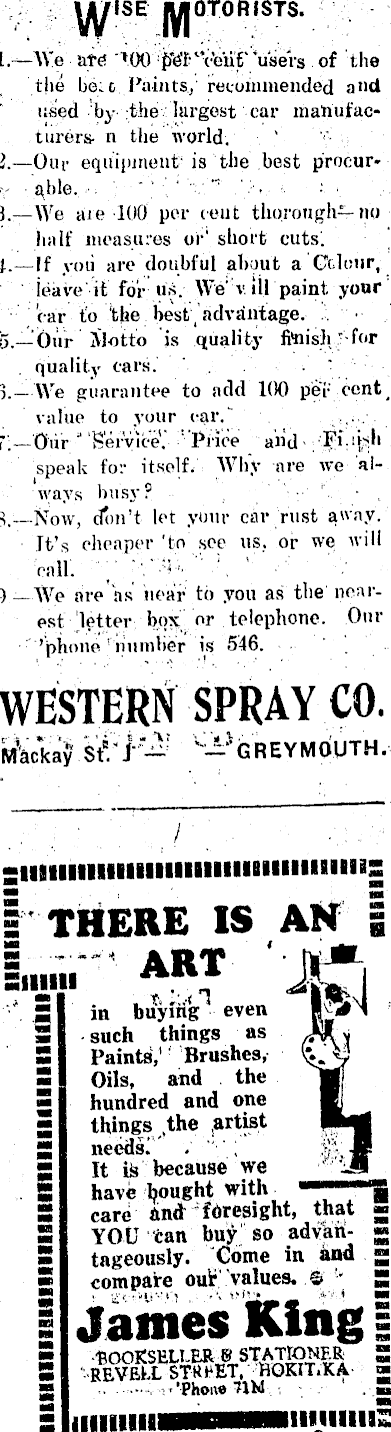 WISE MOTORISTS.
1.—We are 100 per cent users of the
the best Paints, recommended and
used by the largest car manufac-
turers n the world.
2.—Our equipment is the best procur-
able.
3.—We are 100 per cent thorough—no
half measures or short cuts.
4.—If you are doubtful about a Colour,
leave it for us. We will paint your
car to the best advantage.
5.—Our Motto is quality finish for
quality cars.
6.—We guarantee to add 100 per cent
value to your car.
7.—Our Service, Price and Finish
speak for itself. Why are we al-
ways busy?
8.—Now, don't let your car rust away.
It's cheaper to see us, or we will
call.
9—We are as near to you as the near-
est letter box or telephone. Our
'phone number is 546.
WESTERN SPRAY CO.
Mackay St. — — GREYMOUTH.
THERE IS AN
ART
in buying even
such things as
Paints, Brushes,
Oils, and the
hundred and one
things the artist
needs.
It is because we
have bought with
care and foresight, that
YOU can buy so advan-
tageously. Come in and
compare our values.
James King
BOOKSELLER & STATIONER
REVELL STREET, HOKITIKA
'Phone 71M